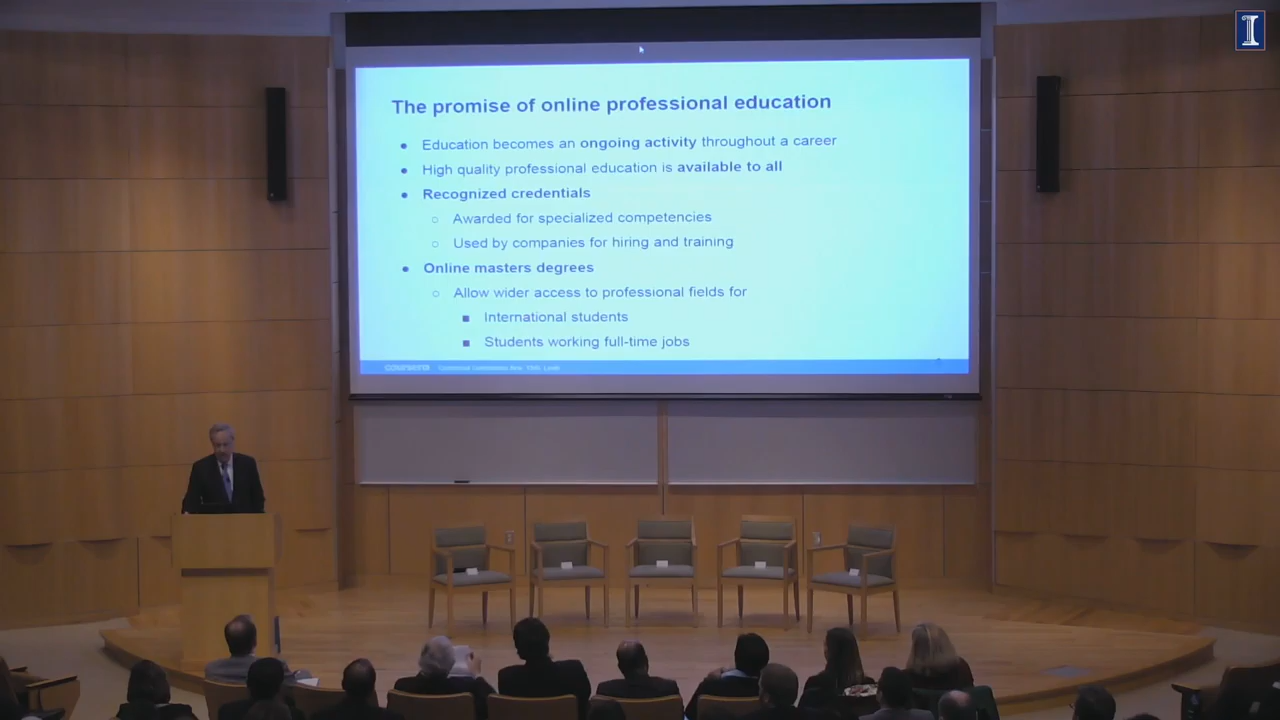 I
The promise of online professional education
Education becomes an ongoing activity throughout a career
High quality professional education is available to all
Recognized credentials
Awarded for specialized competencies
Used by companies for hiring and training
Online masters degrees
Allow wider access to professional fields for
International students
Students working full-time jobs
coursera